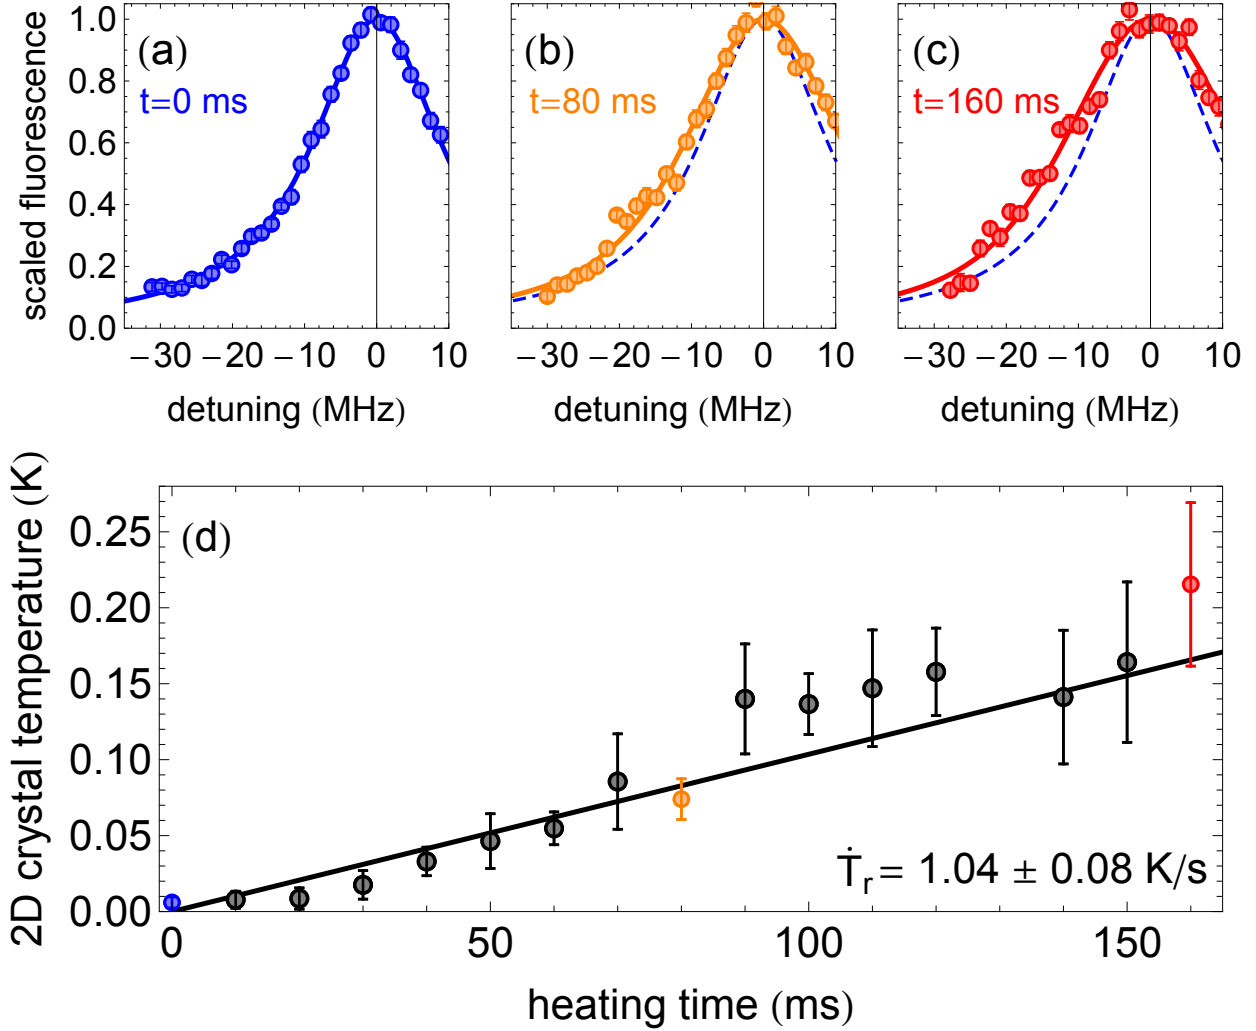 scaled fluorescence
1.0
0.8
0.6
0.4
0.2
0.0
(a)
t=0 ms
−30 −20 −10 0 10
detuning (MHz)
(b)
t=80 ms
−30 −20 −10 0 10
detuning (MHz)
(c)
t=160 ms
−30 −20 −10 0 10
detuning (MHz)
2D crystal temperature (K)
0.25
0.20
0.15
0.10
0.05
0.00
(d)
Ṫr = 1.04 ± 0.08 K/s
0 50 100 150
heating time (ms)